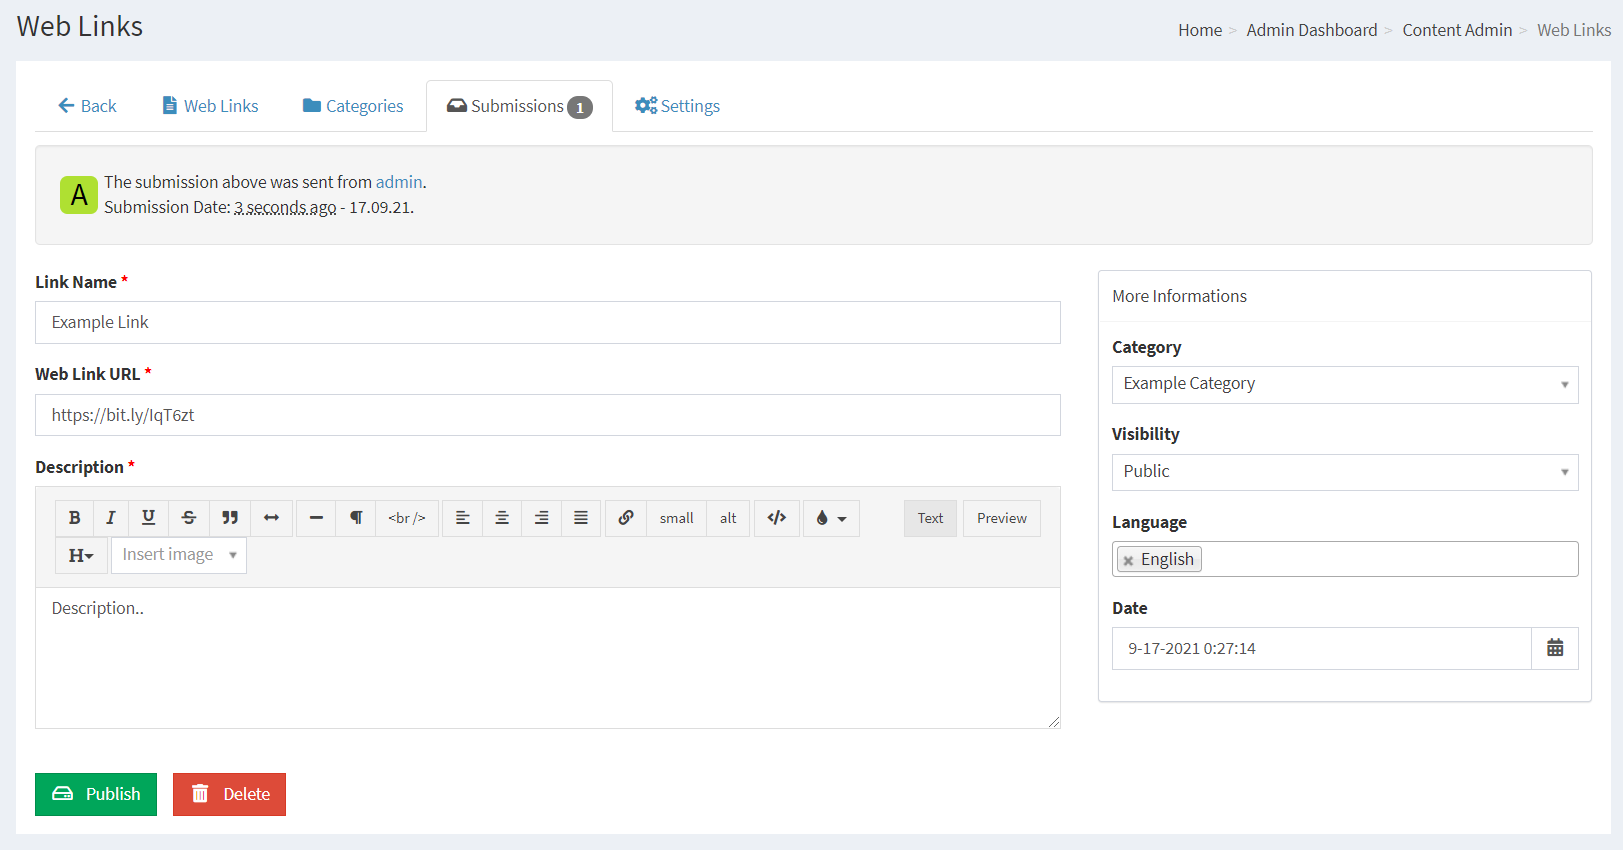 Web Links
Home > Admin Dashboard > Content Admin > Web Links
Back Web Links Categories Submissions 1 Settings
A
The submission above was sent from admin.
Submission Date: 3 seconds ago - 17.09.21.
Link Name *
Example Link
Web Link URL *
https://bit.ly/IqT6zt
Description *
B I U S <br /> small alt </> Text Preview
H Insert image
Description..
Publish Delete
More Informations
Category
Example Category
Visibility
Public
Language
× English
Date
9-17-2021 0:27:14